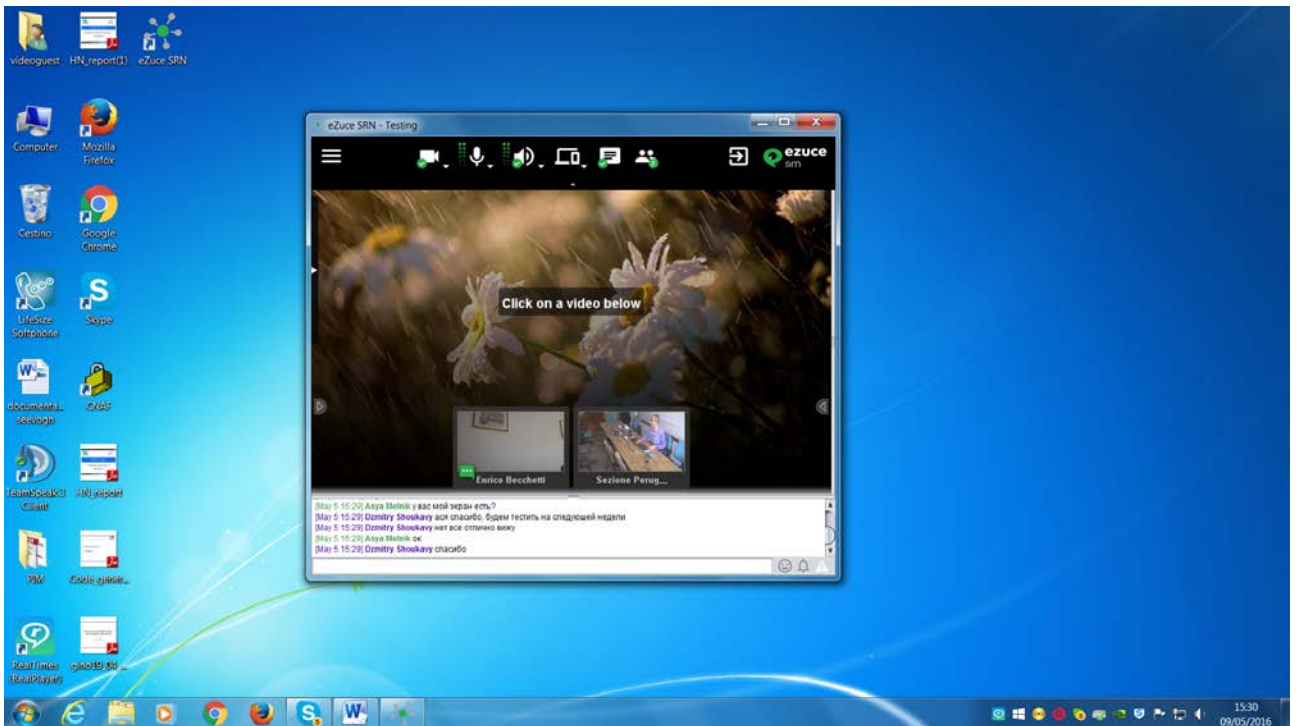 videoguest
HN_report(1)
eZuce SRN
Computer
Mozilla
Firefox
Cestino
Google
Chrome
LifeSize
Softphone
Skype
documenta...
seevogh
CNAF
TeamSpeak 3
Client
HN_report
PIM
Code_gener...
RealTimes
(RealPlayer)
eZuce SRN - Testing
ezuce
srn
Click on a video below
Enrico Becchetti
Sezione Perug...
[May 5 15:29] Asya Melnik у вас мой экран есть?
[May 5 15:29] Dzmitry Shoukavy ася спасибо, будем теcтить на следующей недели
[May 5 15:29] Dzmitry Shoukavy нет все отлично вижу
[May 5 15:29] Asya Melnik ок
[May 5 15:29] Dzmitry Shoukavy спасибо
15:30
09/05/2016